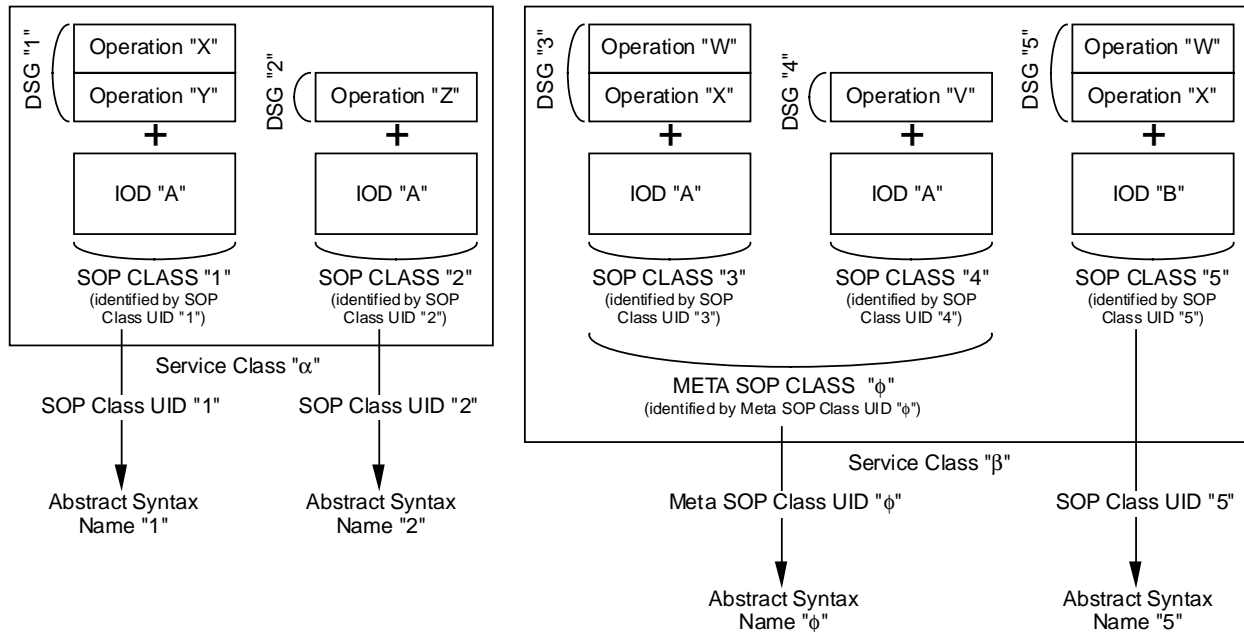 DSG "1"
Operation "X"
Operation "Y"
+
IOD "A"
SOP CLASS "1"
(identified by SOP
Class UID "1")
DSG "2"
Operation "Z"
+
IOD "A"
SOP CLASS "2"
(identified by SOP
Class UID "2")
Service Class "α"
SOP Class UID "1"
SOP Class UID "2"
Abstract Syntax
Name "1"
Abstract Syntax
Name "2"
DSG "3"
Operation "W"
Operation "X"
+
IOD "A"
SOP CLASS "3"
(identified by SOP
Class UID "3")
DSG "4"
Operation "V"
+
IOD "A"
SOP CLASS "4"
(identified by SOP
Class UID "4")
DSG "5"
Operation "W"
Operation "X"
+
IOD "B"
SOP CLASS "5"
(identified by SOP
Class UID "5")
META SOP CLASS "ϕ"
(identified by Meta SOP Class UID "ϕ")
Service Class "β"
Meta SOP Class UID "ϕ"
SOP Class UID "5"
Abstract Syntax
Name "ϕ"
Abstract Syntax
Name "5"